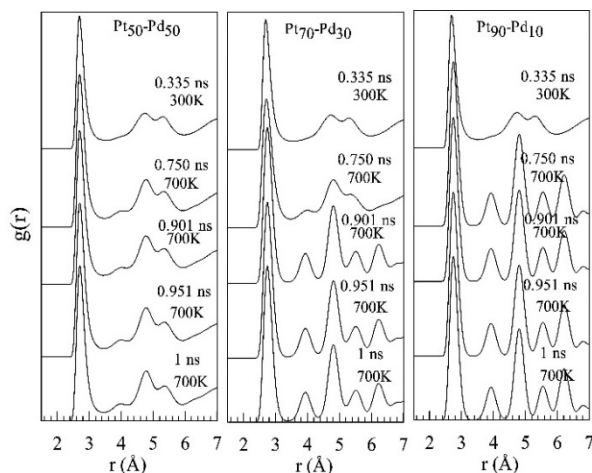 Pt50-Pd50
0.335 ns
300K
0.750 ns
700K
0.901 ns
700K
0.951 ns
700K
1 ns
700K
Pt70-Pd30
0.335 ns
300K
0.750 ns
700K
0.901 ns
700K
0.951 ns
700K
1 ns
700K
Pt90-Pd10
0.335 ns
300K
0.750 ns
700K
0.901 ns
700K
0.951 ns
700K
1 ns
700K
g(r)
2 3 4 5 6 7
2 3 4 5 6 7
2 3 4 5 6 7
r (Å)
r (Å)
r (Å)